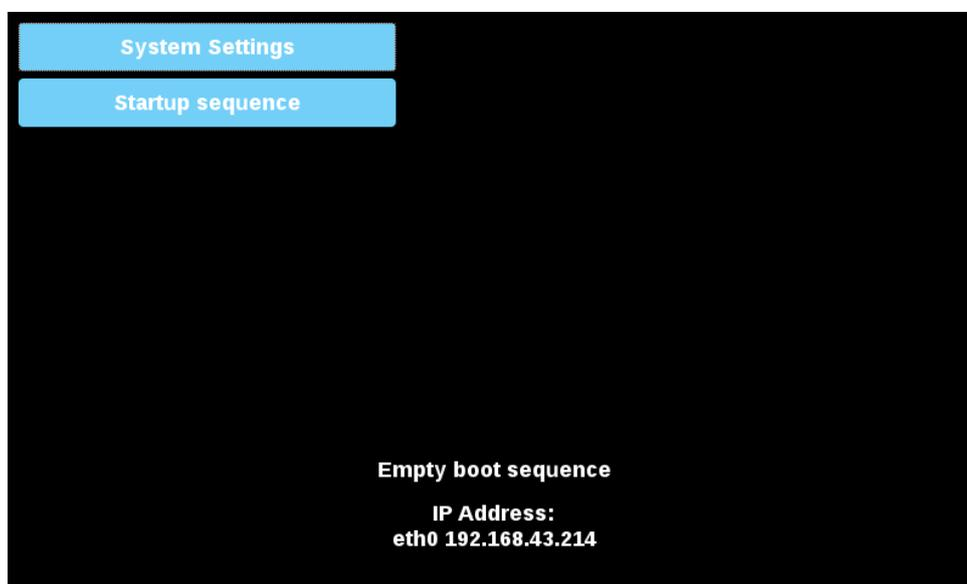 System Settings
Startup sequence
Empty boot sequence
IP Address:
eth0 192.168.43.214